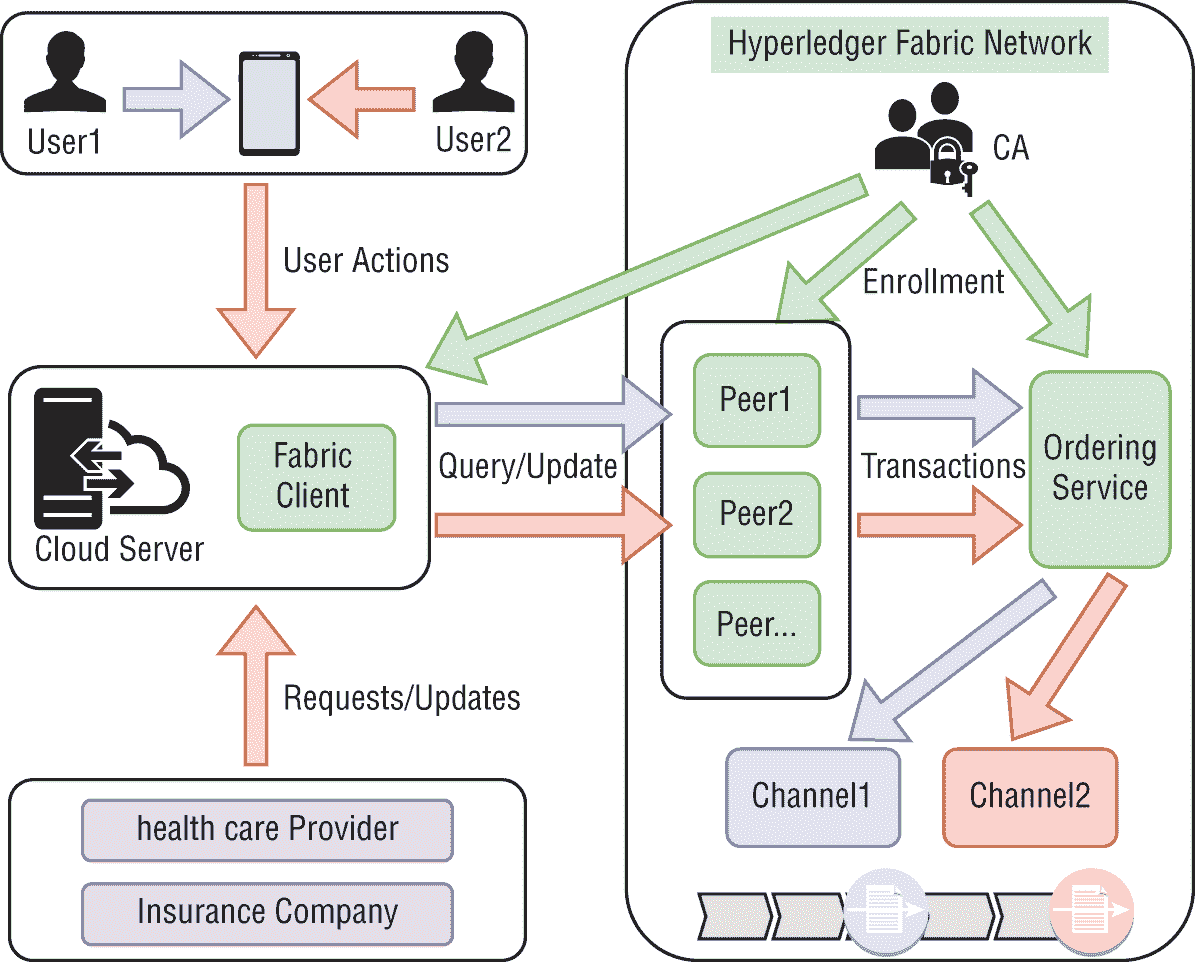 Hyperledger Fabric Network
User1
User2
CA
User Actions
Enrollment
Peer1
Fabric
Client
Query/Update
Transactions
Ordering
Service
Peer2
Cloud Server
Peer...
Requests/Updates
Channel1
Channel2
health care Provider
Insurance Company